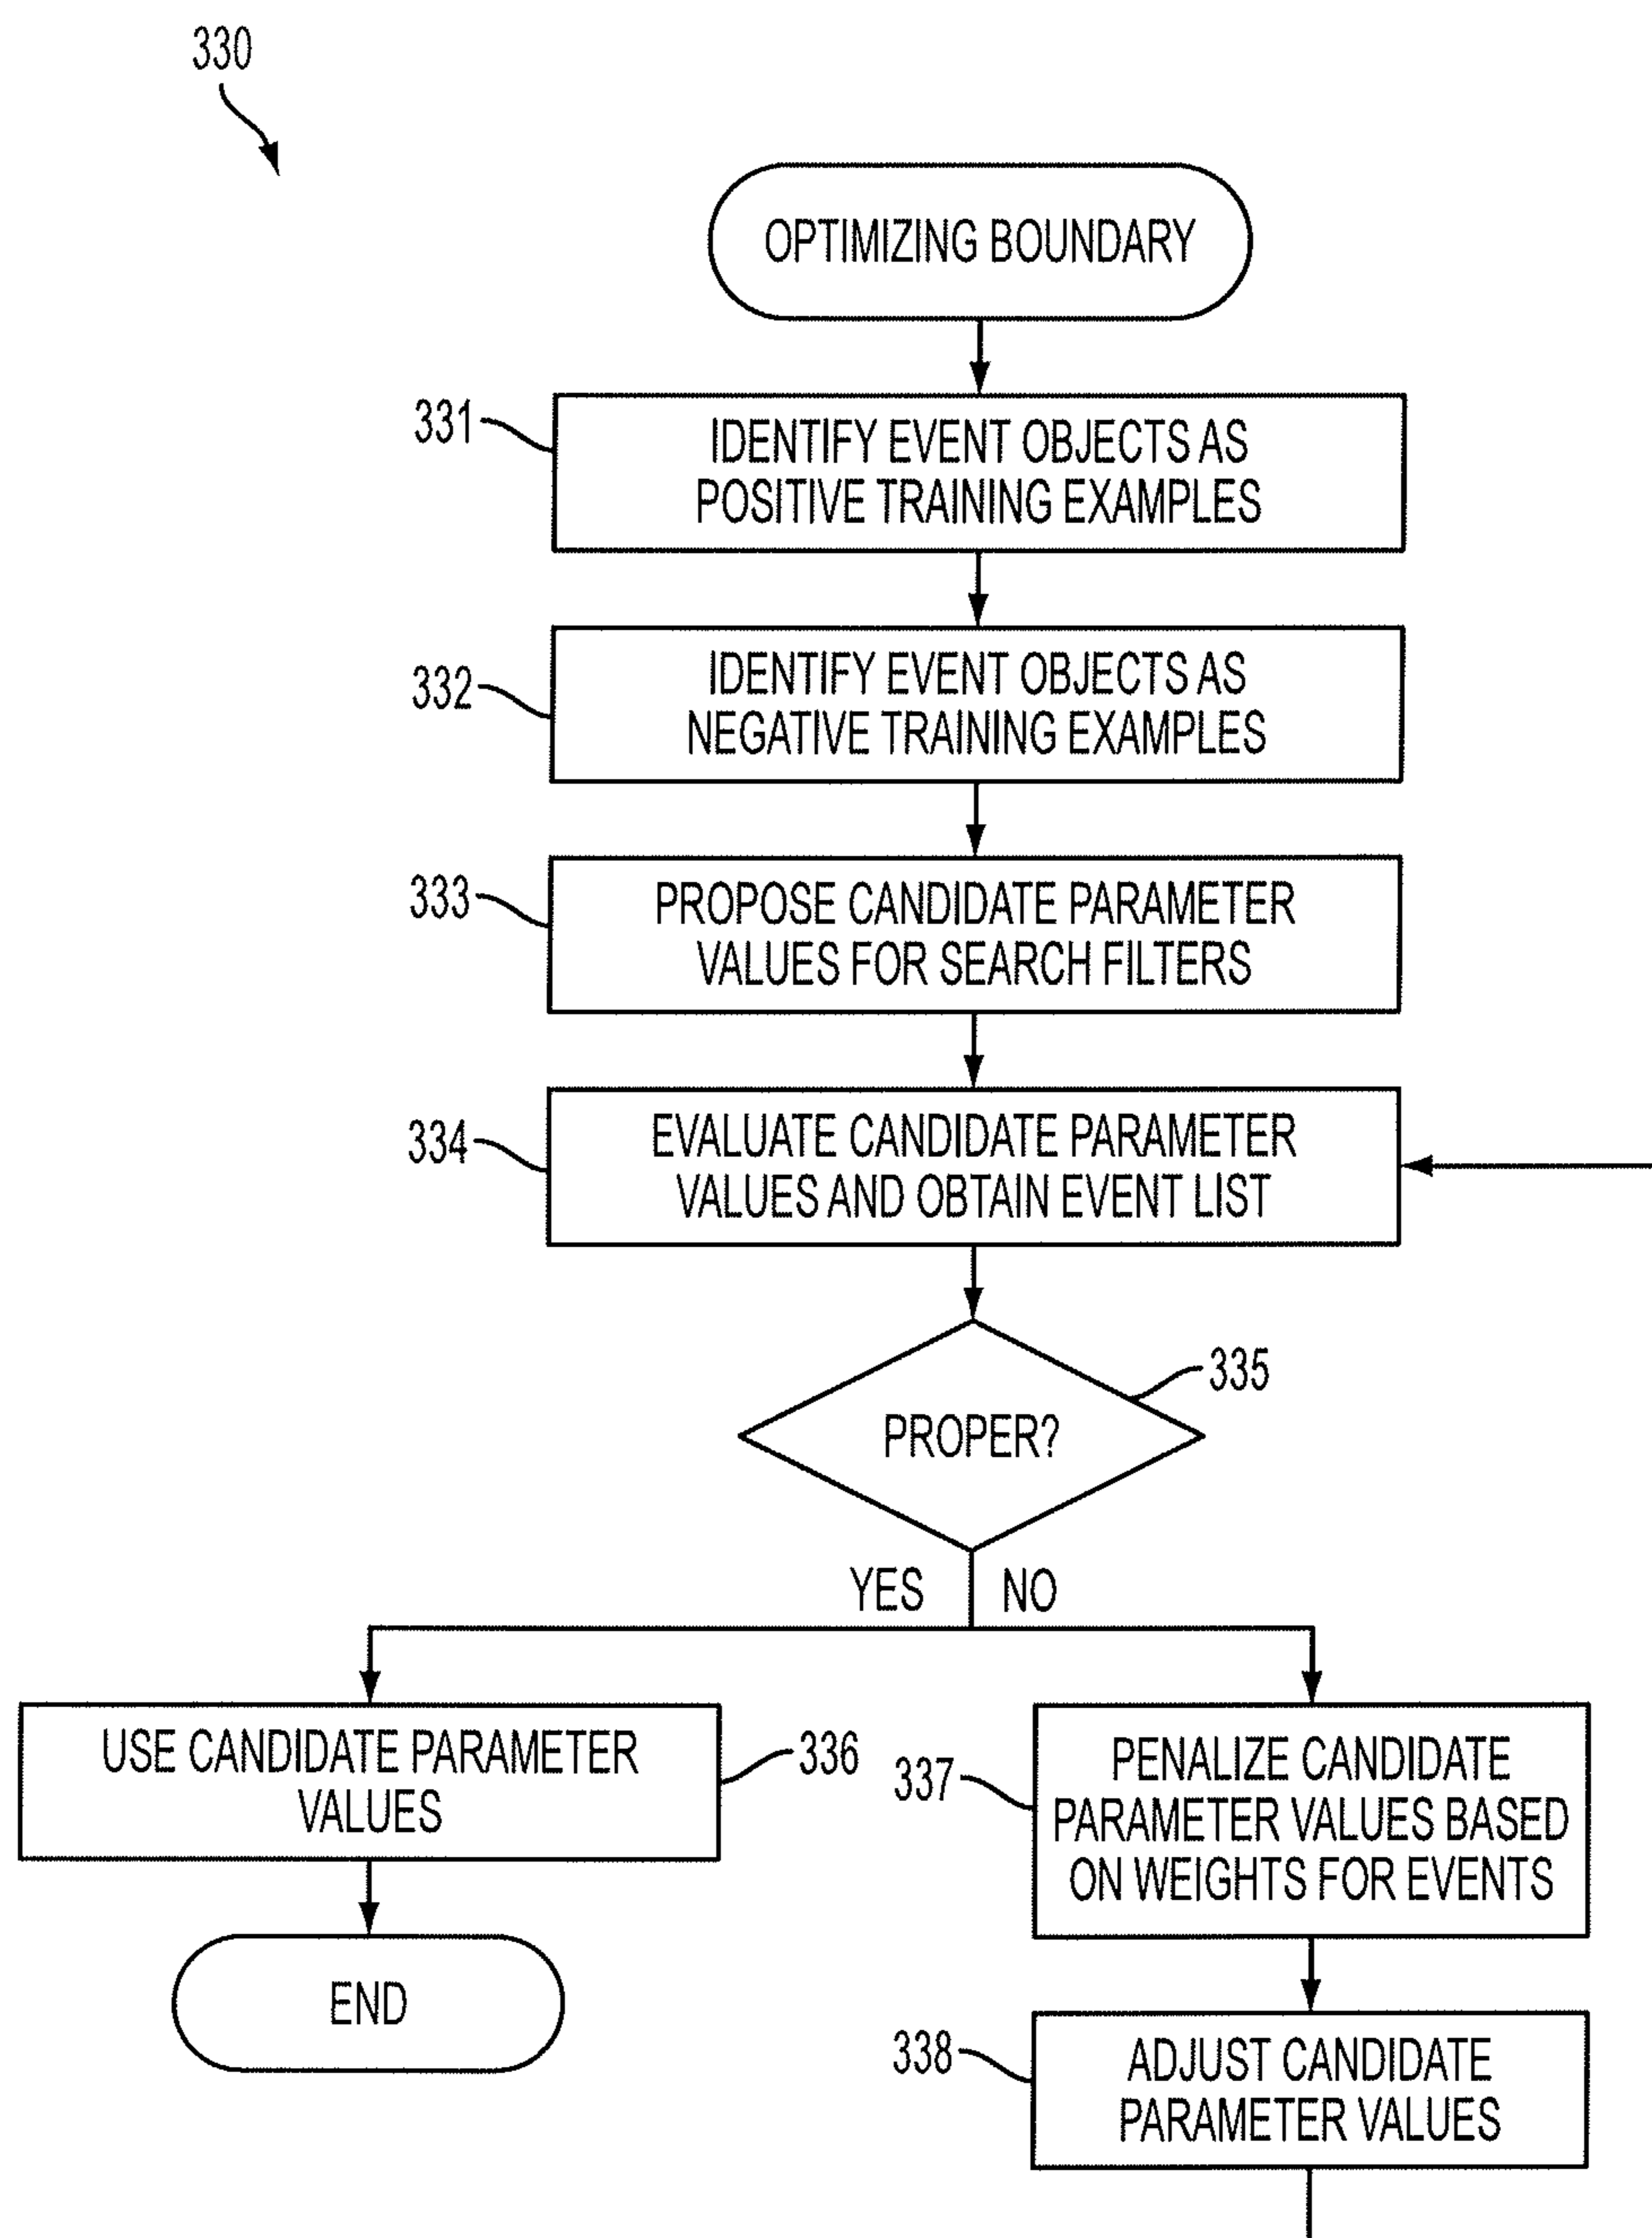 330
OPTIMIZING BOUNDARY
331
IDENTIFY EVENT OBJECTS AS
POSITIVE TRAINING EXAMPLES
332
IDENTIFY EVENT OBJECTS AS
NEGATIVE TRAINING EXAMPLES
333
PROPOSE CANDIDATE PARAMETER
VALUES FOR SEARCH FILTERS
334
EVALUATE CANDIDATE PARAMETER
VALUES AND OBTAIN EVENT LIST
335
PROPER?
YES NO
USE CANDIDATE PARAMETER
VALUES
336
END
337
PENALIZE CANDIDATE
PARAMETER VALUES BASED
ON WEIGHTS FOR EVENTS
338
ADJUST CANDIDATE
PARAMETER VALUES